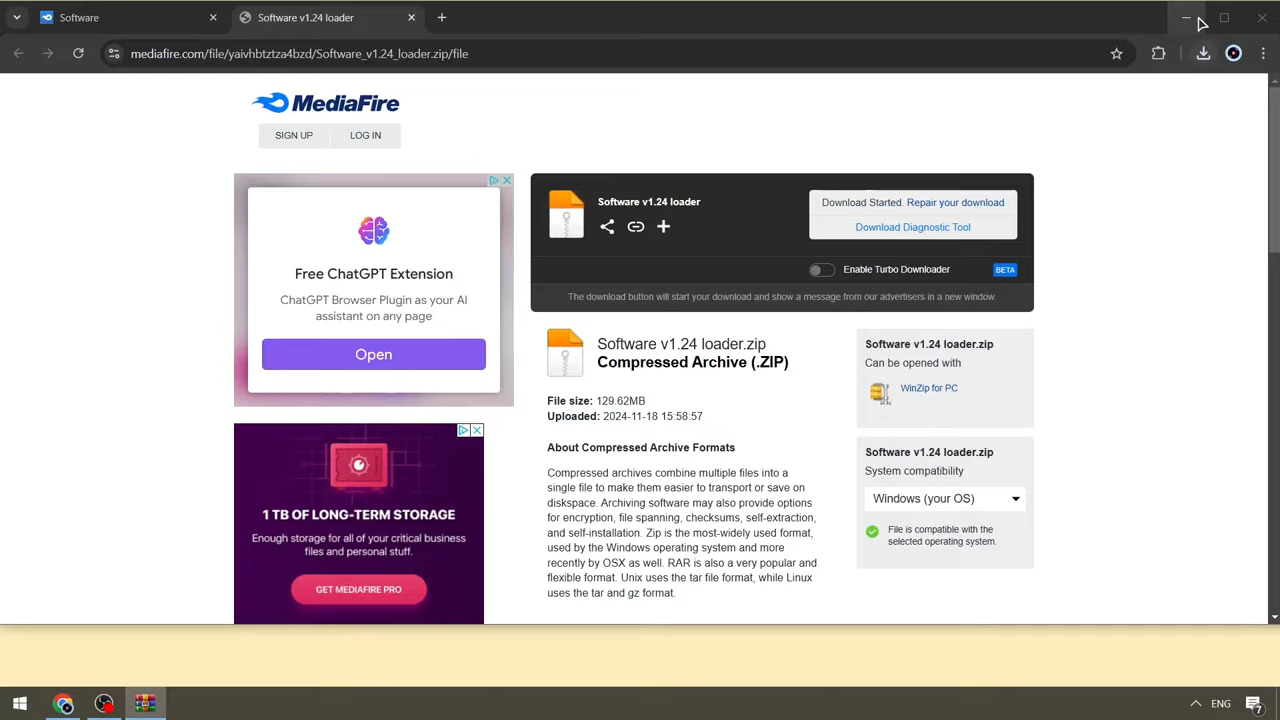 Software
Software v1.24 loader
mediafire.com/file/yaivhbtztza4bzd/Software_v1.24_loader.zip/file
MediaFire
SIGN UP
LOG IN
Free ChatGPT Extension
ChatGPT Browser Plugin as your AI
assistant on any page
Open
1 TB OF LONG-TERM STORAGE
Enough storage for all of your critical business
files and personal stuff.
GET MEDIAFIRE PRO
Software v1.24 loader
Download Started. Repair your download
Download Diagnostic Tool
Enable Turbo Downloader
BETA
The download button will start your download and show a message from our advertisers in a new window.
Software v1.24 loader.zip
Compressed Archive (.ZIP)
File size: 129.62MB
Uploaded: 2024-11-18 15:58:57
About Compressed Archive Formats
Compressed archives combine multiple files into a
single file to make them easier to transport or save on
diskspace. Archiving software may also provide options
for encryption, file spanning, checksums, self-extraction,
and self-installation. Zip is the most-widely used format,
used by the Windows operating system and more
recently by OSX as well. RAR is also a very popular and
flexible format. Unix uses the tar file format, while Linux
uses the tar and gz format.
Software v1.24 loader.zip
Can be opened with
WinZip for PC
Software v1.24 loader.zip
System compatibility
Windows (your OS)
File is compatible with the
selected operating system.
ENG
7